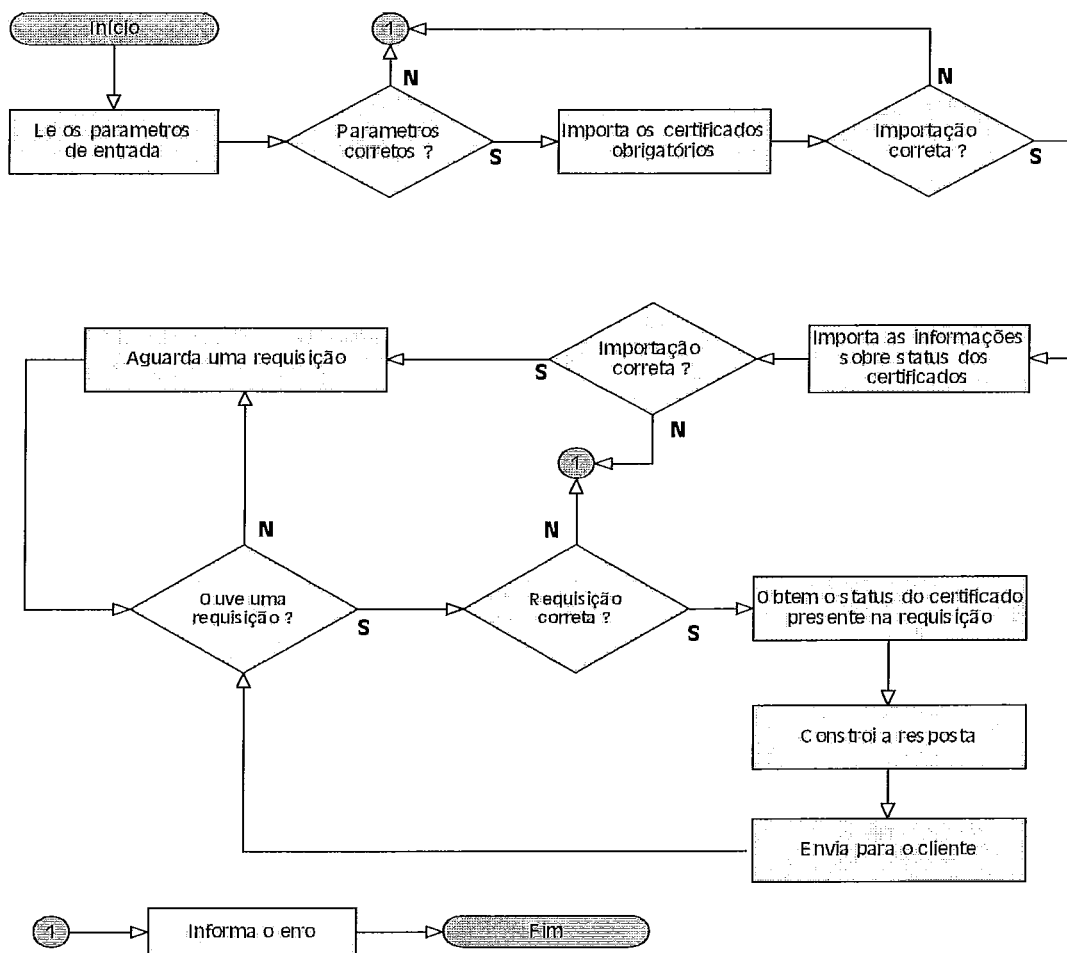 Início
1
N
N
Le os parametros
de entrada
Parametros
corretos ?
S
Importa os certificados
obrigatórios
Importação
correta ?
S
Aguarda uma requisição
S
Importação
correta ?
Importa as informações
sobre status dos
certificados
N
1
N
N
Ouve uma
requisição ?
S
Requisição
correta ?
S
Obtem o status do certificado
presente na requisição
Constroi a resposta
Envia para o cliente
1
Informa o erro
Fim